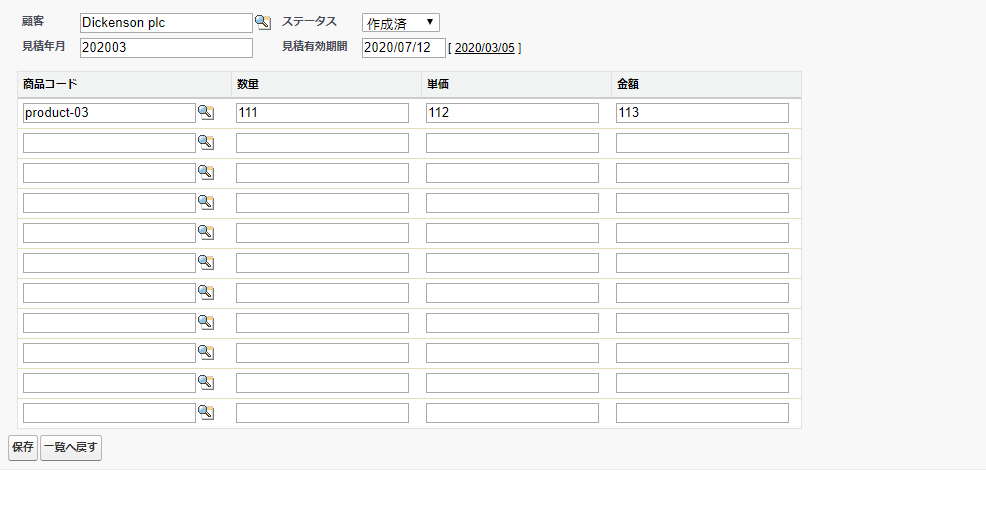 顧客 Dickenson plc ステータス 作成済
見積年月 202003 見積有効期間 2020/07/12 [ 2020/03/05 ]
商品コード 数量 単価 金額
product-03 111 112 113
保存 一覧へ戻す